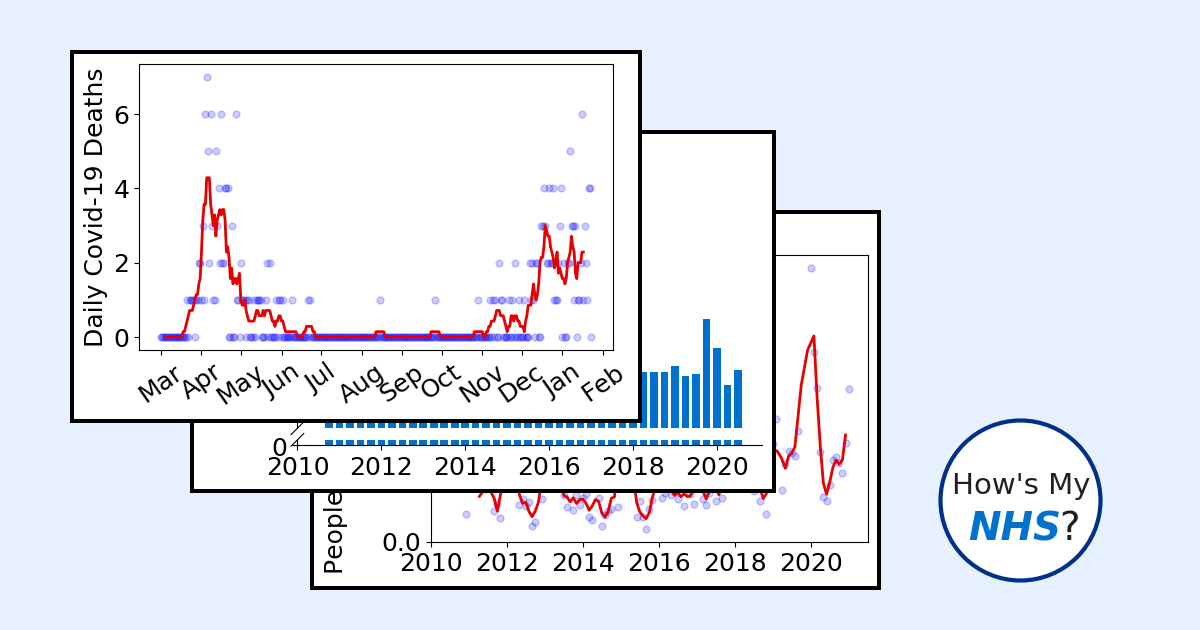 Daily Covid-19 Deaths
6
4
2
0
Mar Apr May Jun Jul Aug Sep Oct Nov Dec Jan Feb
0
2010 2012 2014 2016 2018 2020
People
0.0
2010 2012 2014 2016 2018 2020
How's My
NHS?